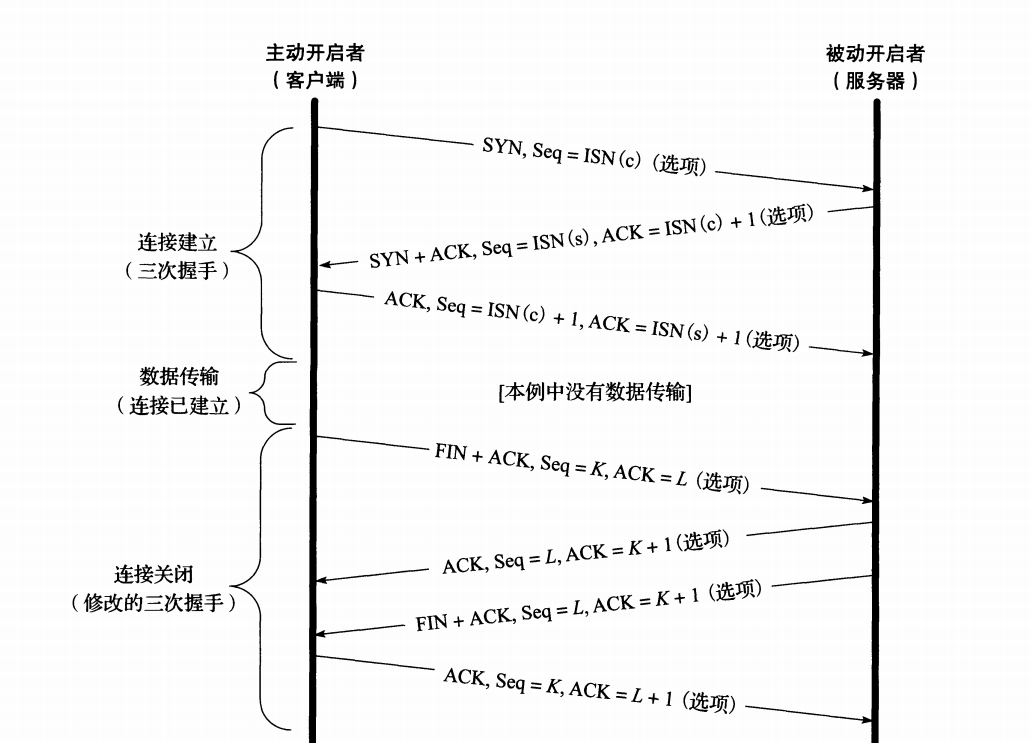 主动开启者
（客户端）
被动开启者
（服务器）
SYN, Seq = ISN(c) (选项)
SYN + ACK, Seq = ISN(s), ACK = ISN(c) + 1(选项)
连接建立
（三次握手）
ACK, Seq = ISN(c) + 1, ACK = ISN(s) + 1(选项)
数据传输
（连接已建立）
[本例中没有数据传输]
FIN + ACK, Seq = K, ACK = L (选项)
ACK, Seq = L, ACK = K + 1(选项)
连接关闭
（修改的三次握手）
FIN + ACK, Seq = L, ACK = K + 1 (选项)
ACK, Seq = K, ACK = L + 1 (选项)